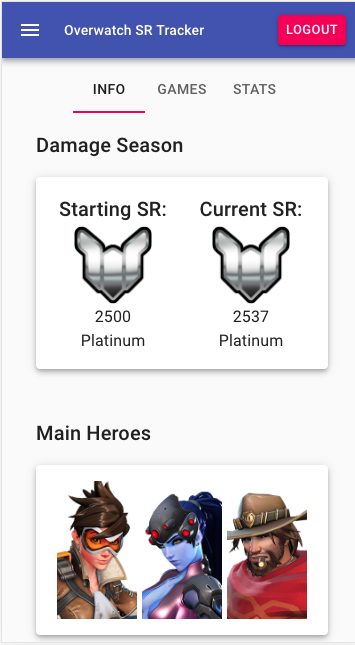 Overwatch SR Tracker
LOGOUT
INFO GAMES STATS
Damage Season
Starting SR: Current SR:
2500 2537
Platinum Platinum
Main Heroes